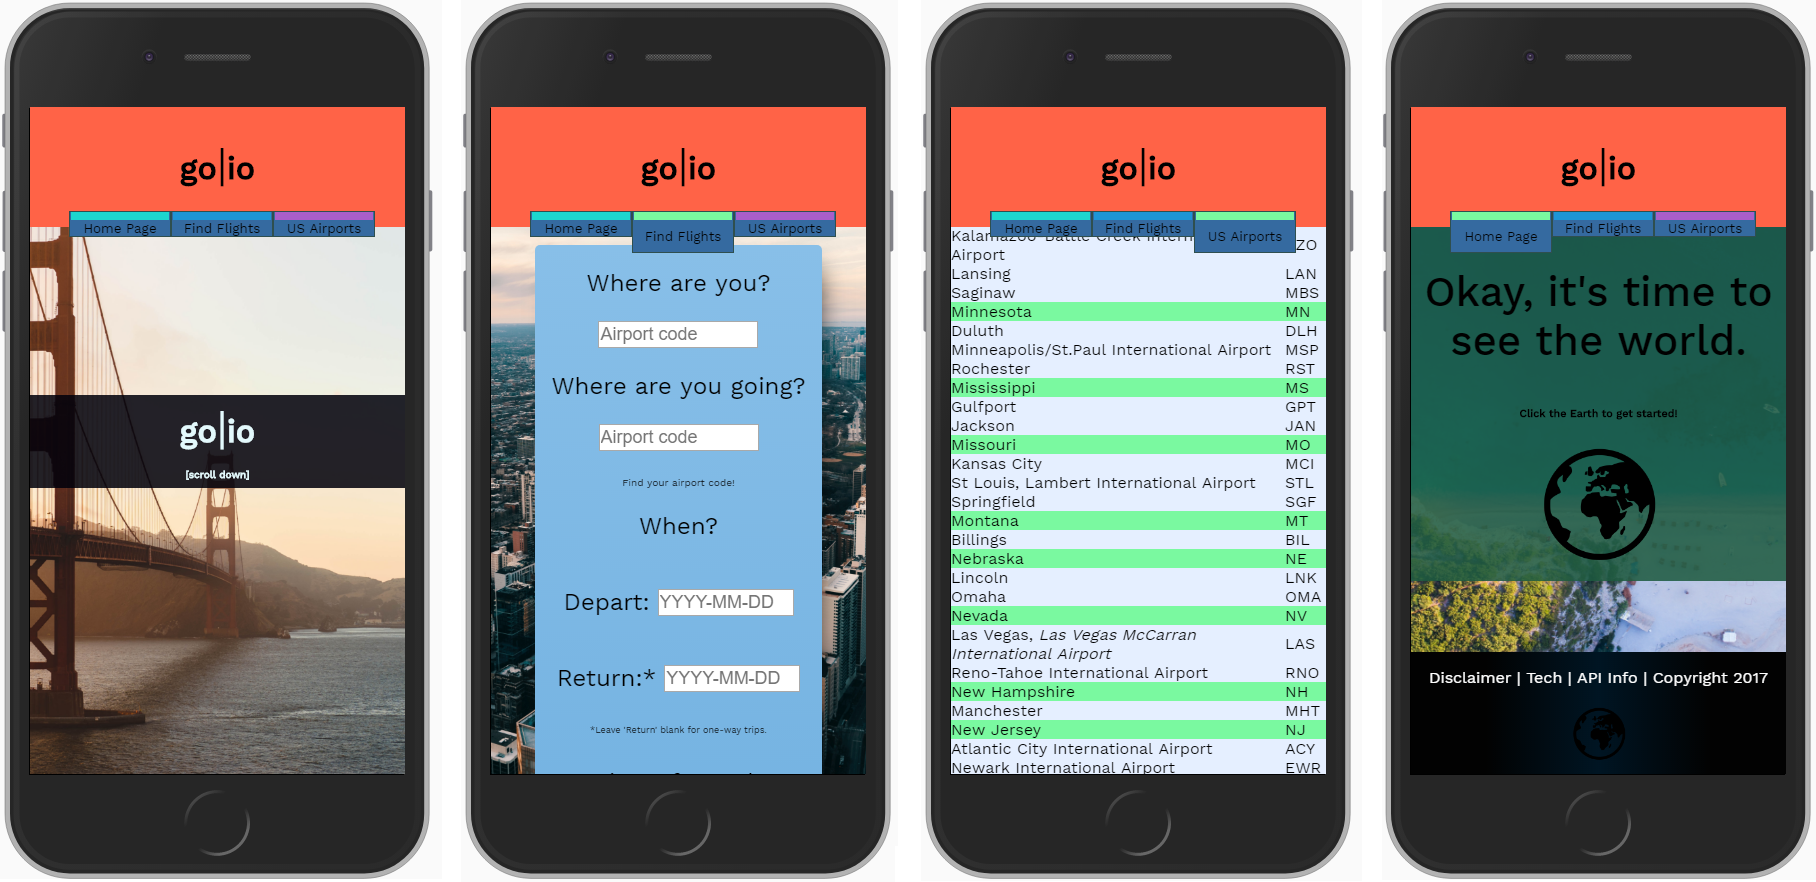 go|io
Home Page Find Flights US Airports
go|io
[scroll down]
go|io
Home Page Find Flights US Airports
Where are you?
Airport code
Where are you going?
Airport code
Find your airport code!
When?
Depart: YYYY-MM-DD
Return:* YYYY-MM-DD
*Leave 'Return' blank for one-way trips.
go|io
Home Page Find Flights US Airports
Kalamazoo-Battle Creek Intern
Airport ZO
Lansing LAN
Saginaw MBS
Minnesota MN
Duluth DLH
Minneapolis/St.Paul International Airport MSP
Rochester RST
Mississippi MS
Gulfport GPT
Jackson JAN
Missouri MO
Kansas City MCI
St Louis, Lambert International Airport STL
Springfield SGF
Montana MT
Billings BIL
Nebraska NE
Lincoln LNK
Omaha OMA
Nevada NV
Las Vegas, Las Vegas McCarran
International Airport LAS
Reno-Tahoe International Airport RNO
New Hampshire NH
Manchester MHT
New Jersey NJ
Atlantic City International Airport ACY
Newark International Airport EWR
go|io
Home Page Find Flights US Airports
Okay, it's time to
see the world.
Click the Earth to get started!
Disclaimer | Tech | API Info | Copyright 2017